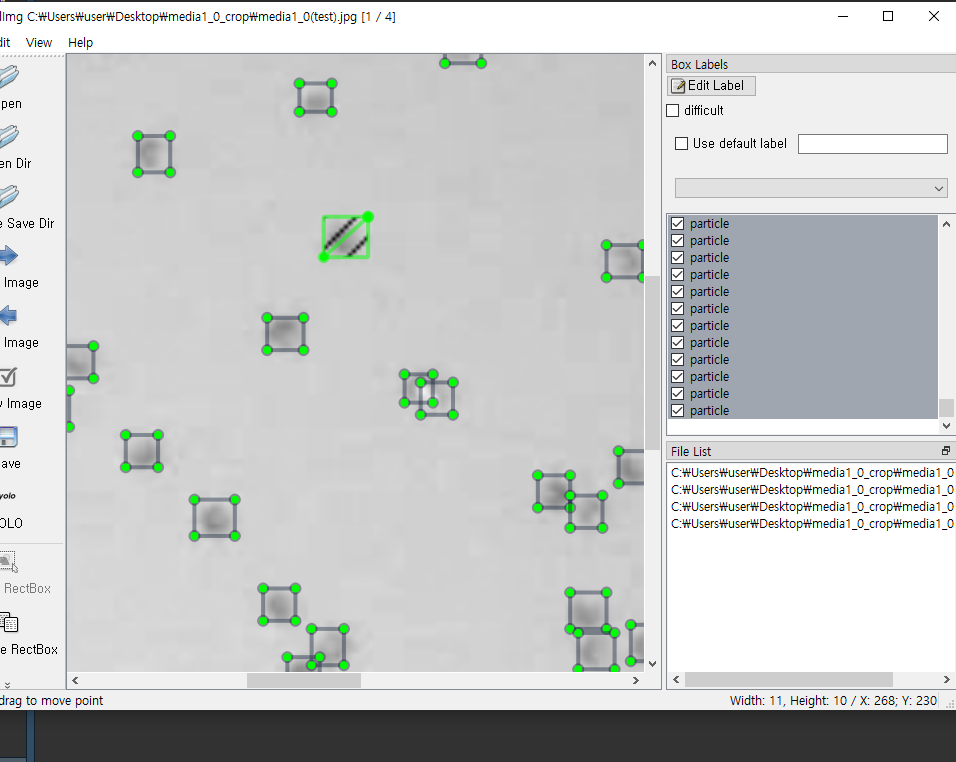 lImg C:₩Users₩user₩Desktop₩media1_0_crop₩media1_0(test).jpg [1 / 4]
dit View Help
pen
en Dir
e Save Dir
Image
Image
y Image
ave
yolo
OLO
RectBox
e RectBox
Box Labels
Edit Label
difficult
Use default label
particle
particle
particle
particle
particle
particle
particle
particle
particle
particle
particle
particle
File List
C:₩Users₩user₩Desktop₩media1_0_crop₩media1_0
C:₩Users₩user₩Desktop₩media1_0_crop₩media1_0
C:₩Users₩user₩Desktop₩media1_0_crop₩media1_0
C:₩Users₩user₩Desktop₩media1_0_crop₩media1_0
drag to move point
Width: 11, Height: 10 / X: 268; Y: 230